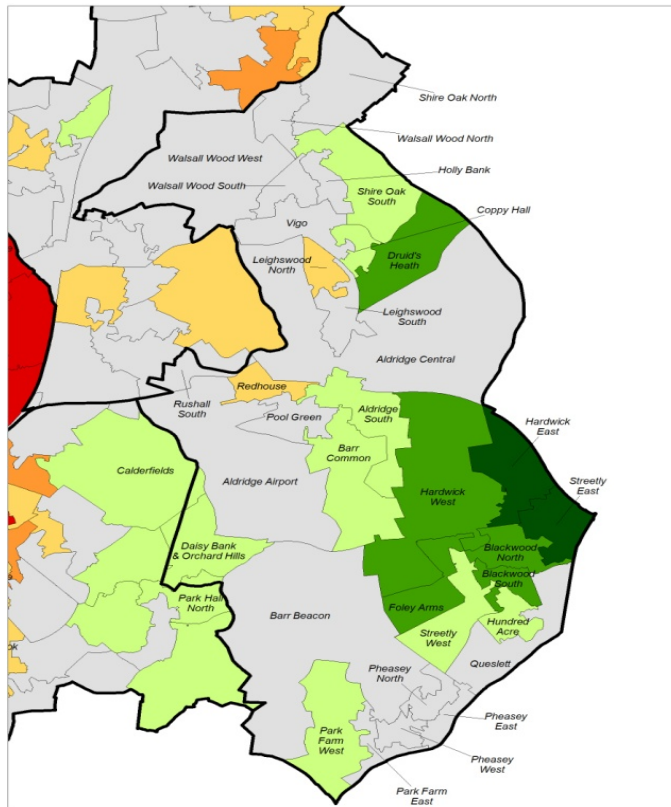 Shire Oak North
Walsall Wood North
Walsall Wood West
Holly Bank
Walsall Wood South
Shire Oak
South
Coppy Hall
Vigo
Druid's
Heath
Leighswood
North
Leighswood
South
Aldridge Central
Redhouse
Rushall
South
Pool Green
Aldridge
South
Hardwick
East
Barr
Common
Calderfields
Aldridge Airport
Hardwick
West
Streetly
East
Daisy Bank
& Orchard Hills
Blackwood
North
Blackwood
South
Park Hall
North
Foley Arms
Barr Beacon
Hundred
Acre
Streetly
West
Queslett
Pheasey
North
Pheasey
East
Park
Farm
West
Pheasey
West
Park Farm
East